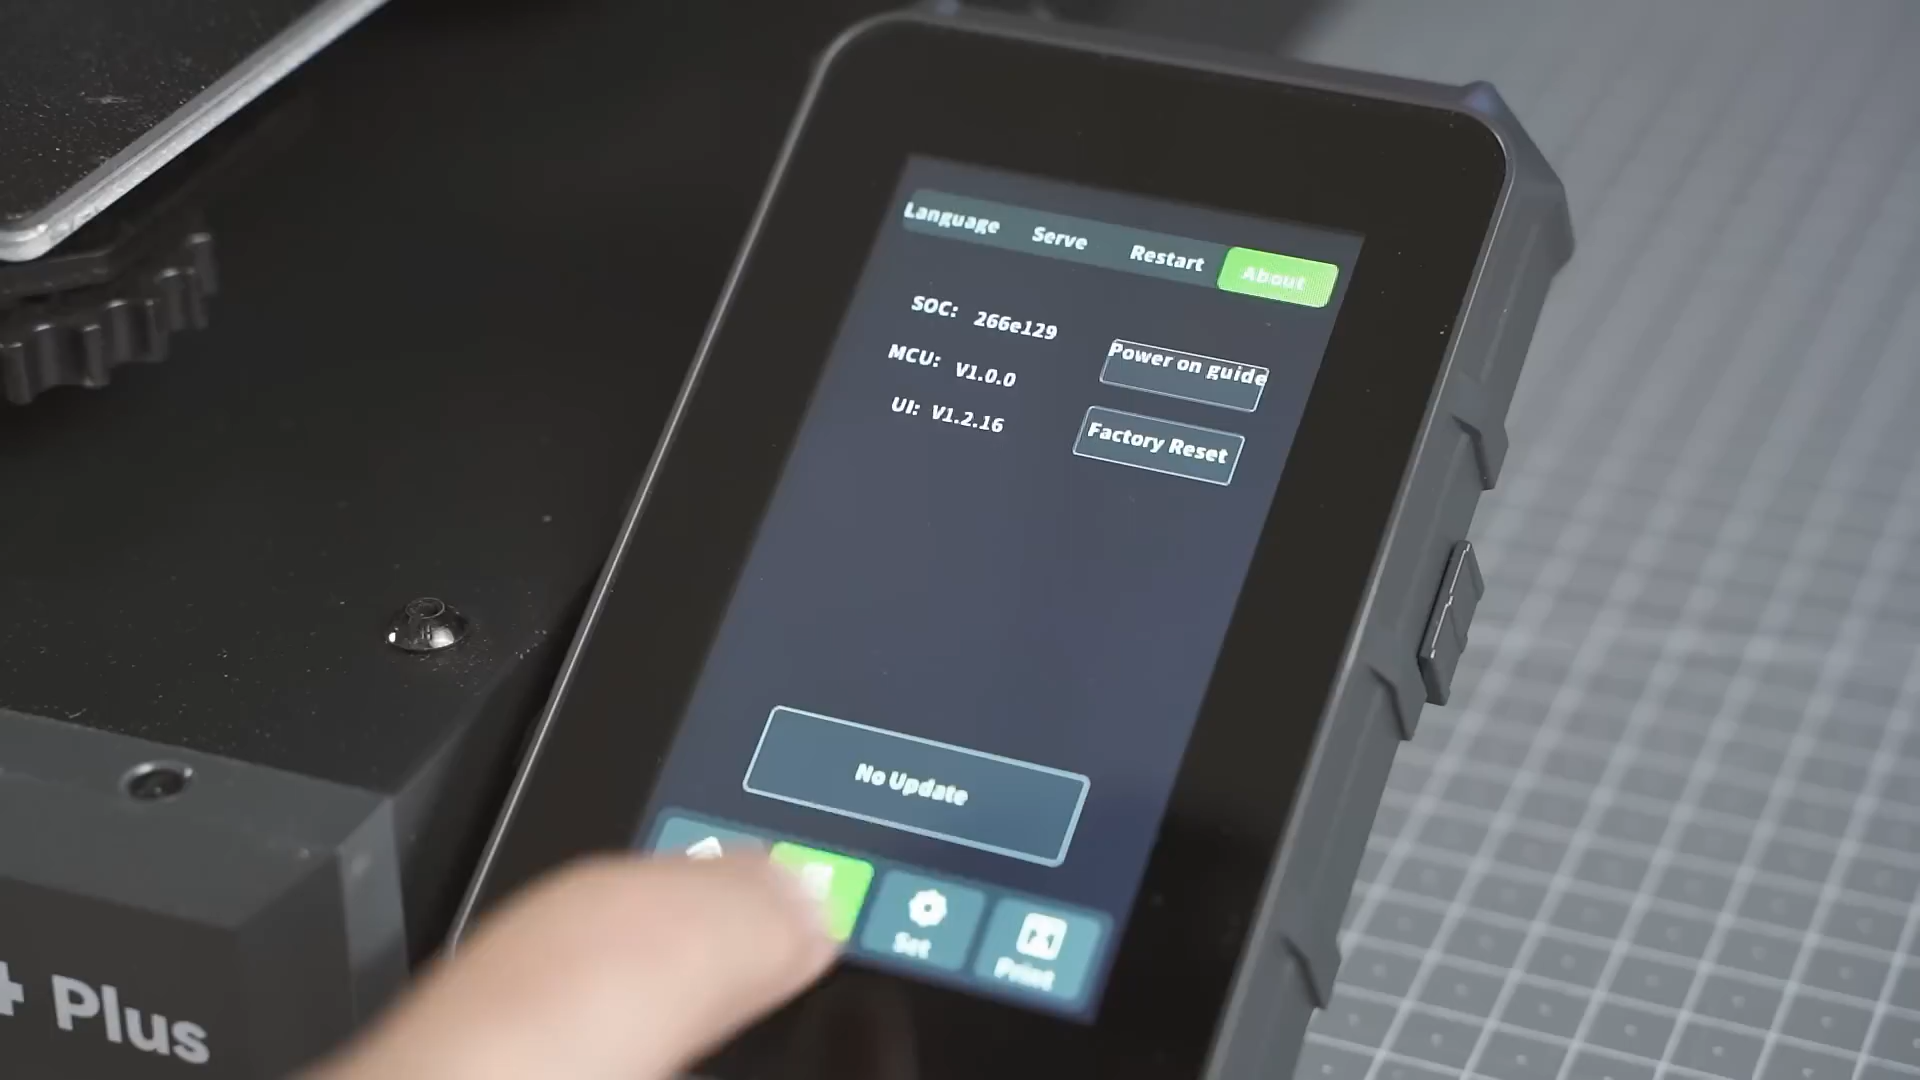 Language Serve Restart About
SOC: 266e129
Power on guide
MCU: V1.0.0
Factory Reset
UI: V1.2.16
No Update
Set
Print
4 Plus